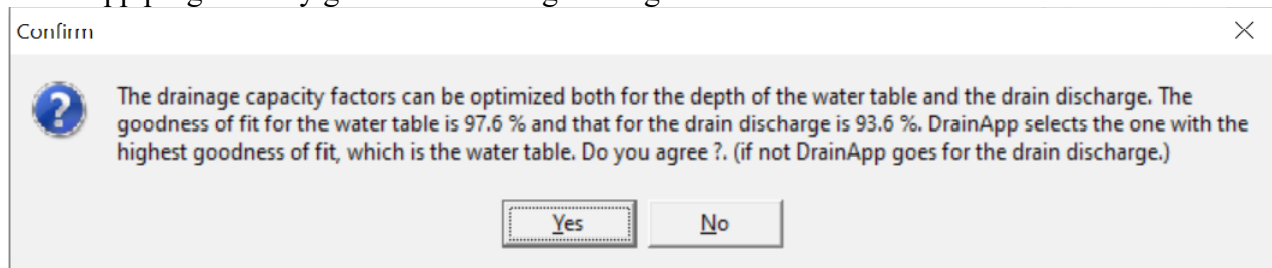 Confirm
The drainage capacity factors can be optimized both for the depth of the water table and the drain discharge. The
goodness of fit for the water table is 97.6 % and that for the drain discharge is 93.6 %. DrainApp selects the one with the
highest goodness of fit, which is the water table. Do you agree ?. (if not DrainApp goes for the drain discharge.)
Yes
No